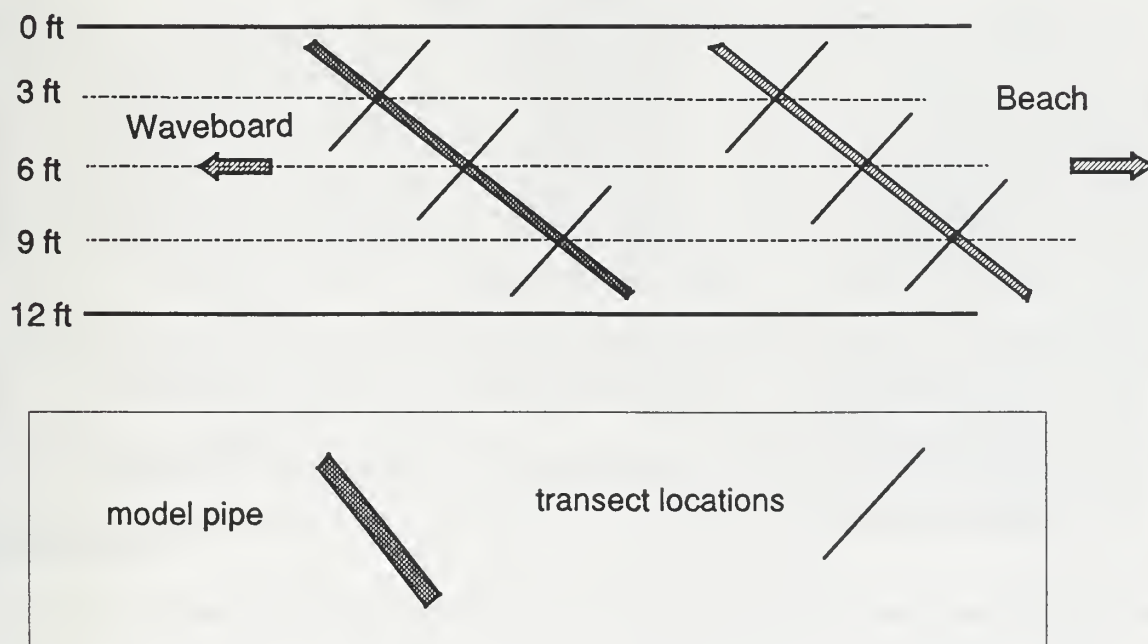 0 ft
3 ft
Beach
Waveboard
6 ft
9 ft
12 ft
model pipe
transect locations